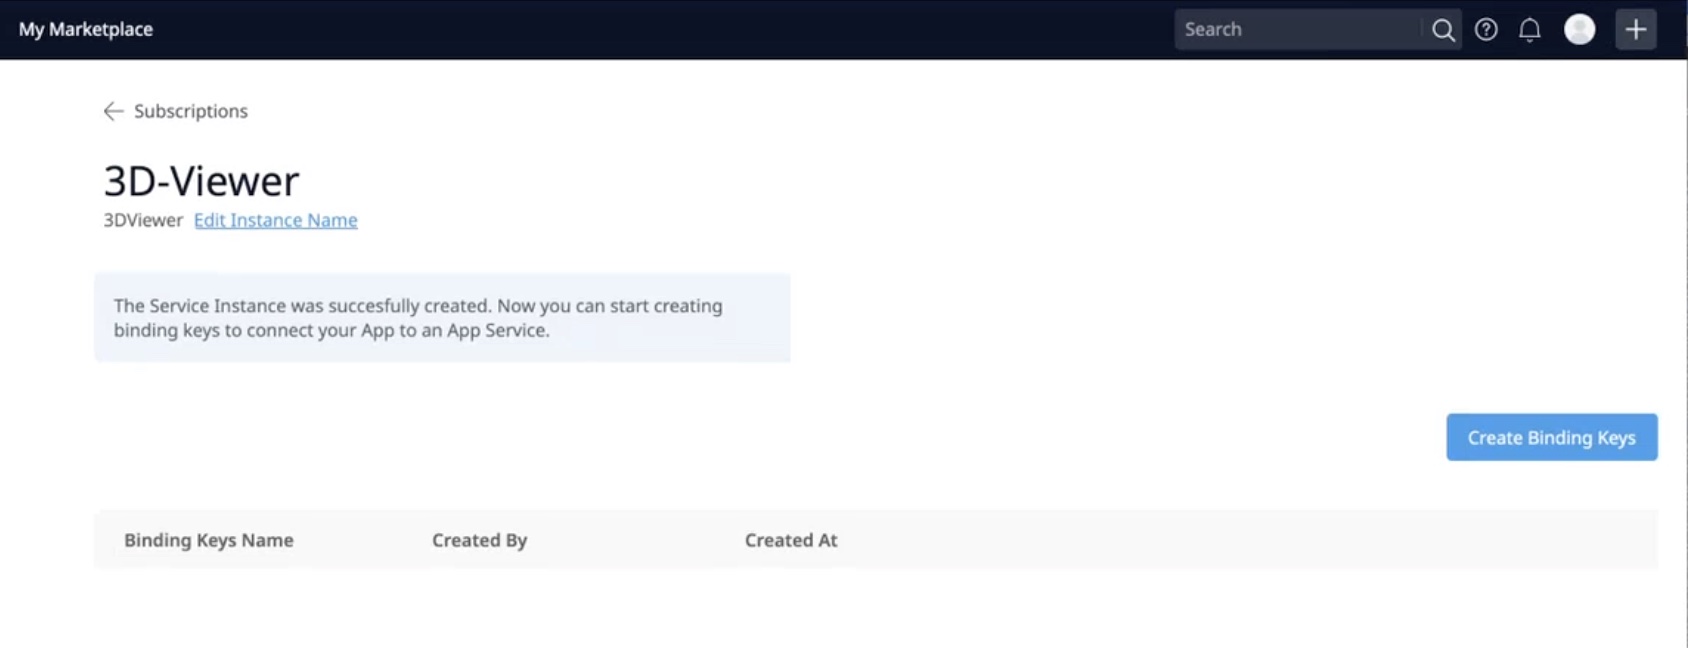 My Marketplace
Search
Subscriptions
3D-Viewer
3DViewer Edit Instance Name
The Service Instance was succesfully created. Now you can start creating
binding keys to connect your App to an App Service.
Create Binding Keys
Binding Keys Name Created By Created At